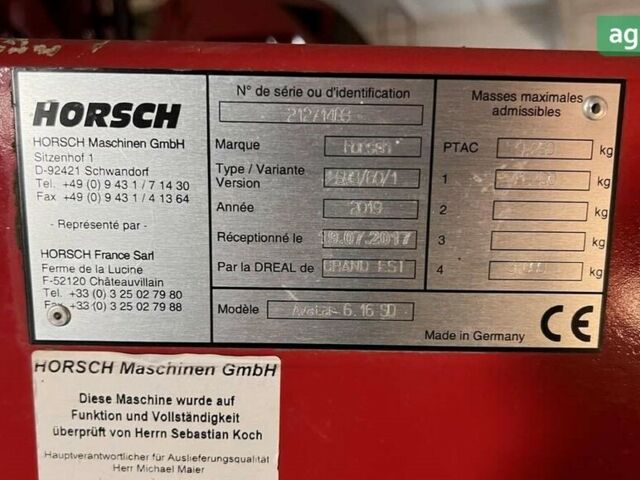 ag
HORSCH
HORSCH Maschinen GmbH
Sitzenhof 1
D-92421 Schwandorf
Tel. +49 (0) 9 43 1 / 7 14 30
Fax +49 (0) 9 43 1 / 4 13 64
- Représenté par :
HORSCH France Sarl
Ferme de la Lucine
F-52120 Châteauvillain
Tel. +33 (0) 3 25 02 79 80
Fax +33 (0) 3 25 02 79 88
N° de série ou d'identification
Marque Horsch
Type / Variante
Version
Année 2019
Réceptionné le 18.07.2017
Par la DREAL de GRAND EST
Modèle 6.16 SD
Masses maximales
admissibles
PTAC kg
1 kg
2 kg
3 kg
4 kg
Made in Germany
CE
HORSCH Maschinen GmbH
Diese Maschine wurde auf
Funktion und Vollständigkeit
überprüft von Herrn Sebastian Koch
Hauptverantwortlicher für Auslieferungsqualität
Herr Michael Maier